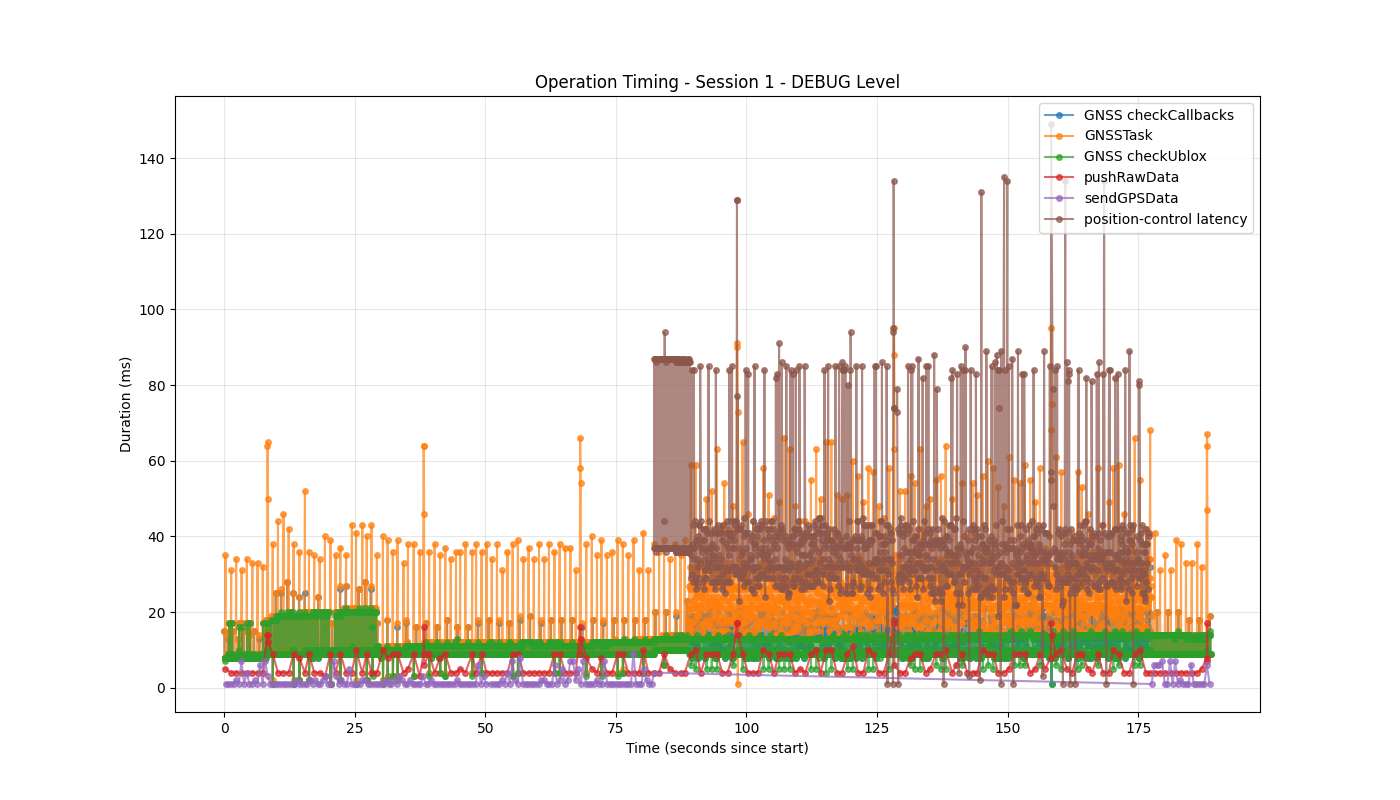 Operation Timing - Session 1 - DEBUG Level
GNSS checkCallbacks
GNSSTask
GNSS checkUblox
pushRawData
sendGPSData
position-control latency
Duration (ms)
140
120
100
80
60
40
20
0
0
25
50
75
100
125
150
175
Time (seconds since start)